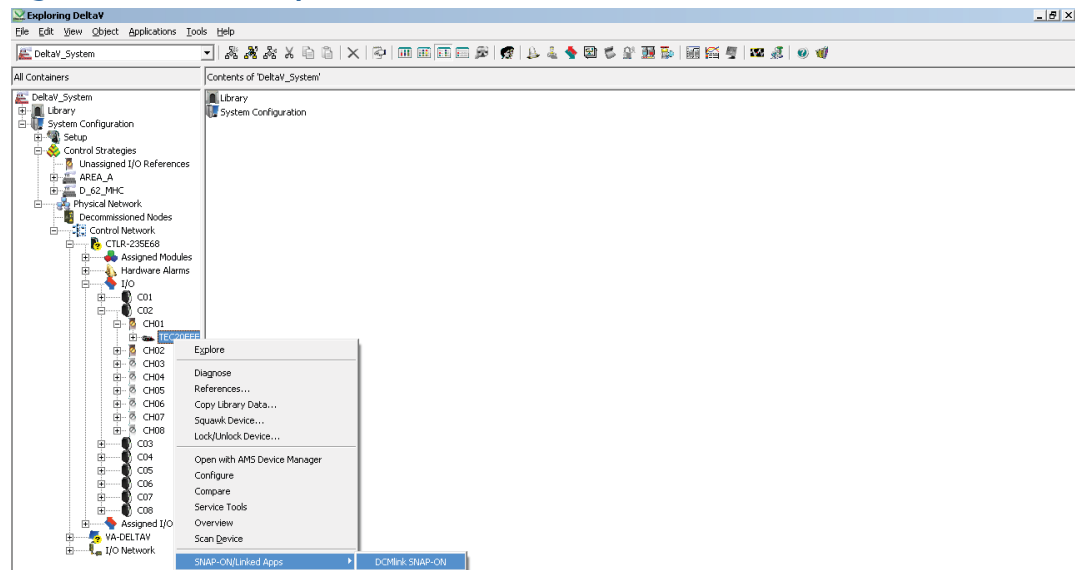 Exploring DeltaV
File Edit View Object Applications Tools Help
DeltaV_System
All Containers
Contents of 'DeltaV_System'
DeltaV_System
Library
System Configuration
Setup
Control Strategies
Unassigned I/O References
AREA_A
D_62_MHC
Physical Network
Decommissioned Nodes
Control Network
CTLR-235E68
Assigned Modules
Hardware Alarms
I/O
C01
C02
CH01
TEC20EEE
CH02
CH03
CH04
CH05
CH06
CH07
CH08
C03
C04
C05
C06
C07
C08
Assigned I/O
VA-DELTAV
I/O Network
Library
System Configuration
Explore
Diagnose
References...
Copy Library Data...
Squawk Device...
Lock/Unlock Device...
Open with AMS Device Manager
Configure
Compare
Service Tools
Overview
Scan Device
SNAP-ON/Linked Apps
DCMlink SNAP-ON